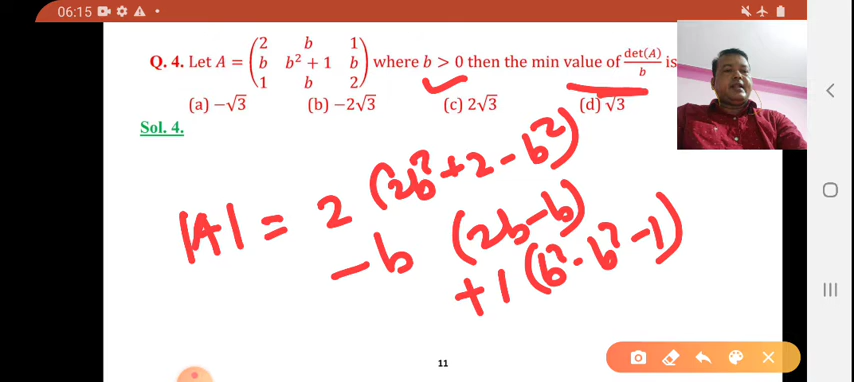 06:15
Q. 4. Let A = (2 b 1
b b² + 1 b
1 b 2) where b > 0 then the min value of det(A)/b is
(a) −√3 (b) −2√3 (c) 2√3 (d) √3
Sol. 4.
|A| = 2 (2b²+2−b²)
−b (2b−b)
+1 (b²−b²−1)
11